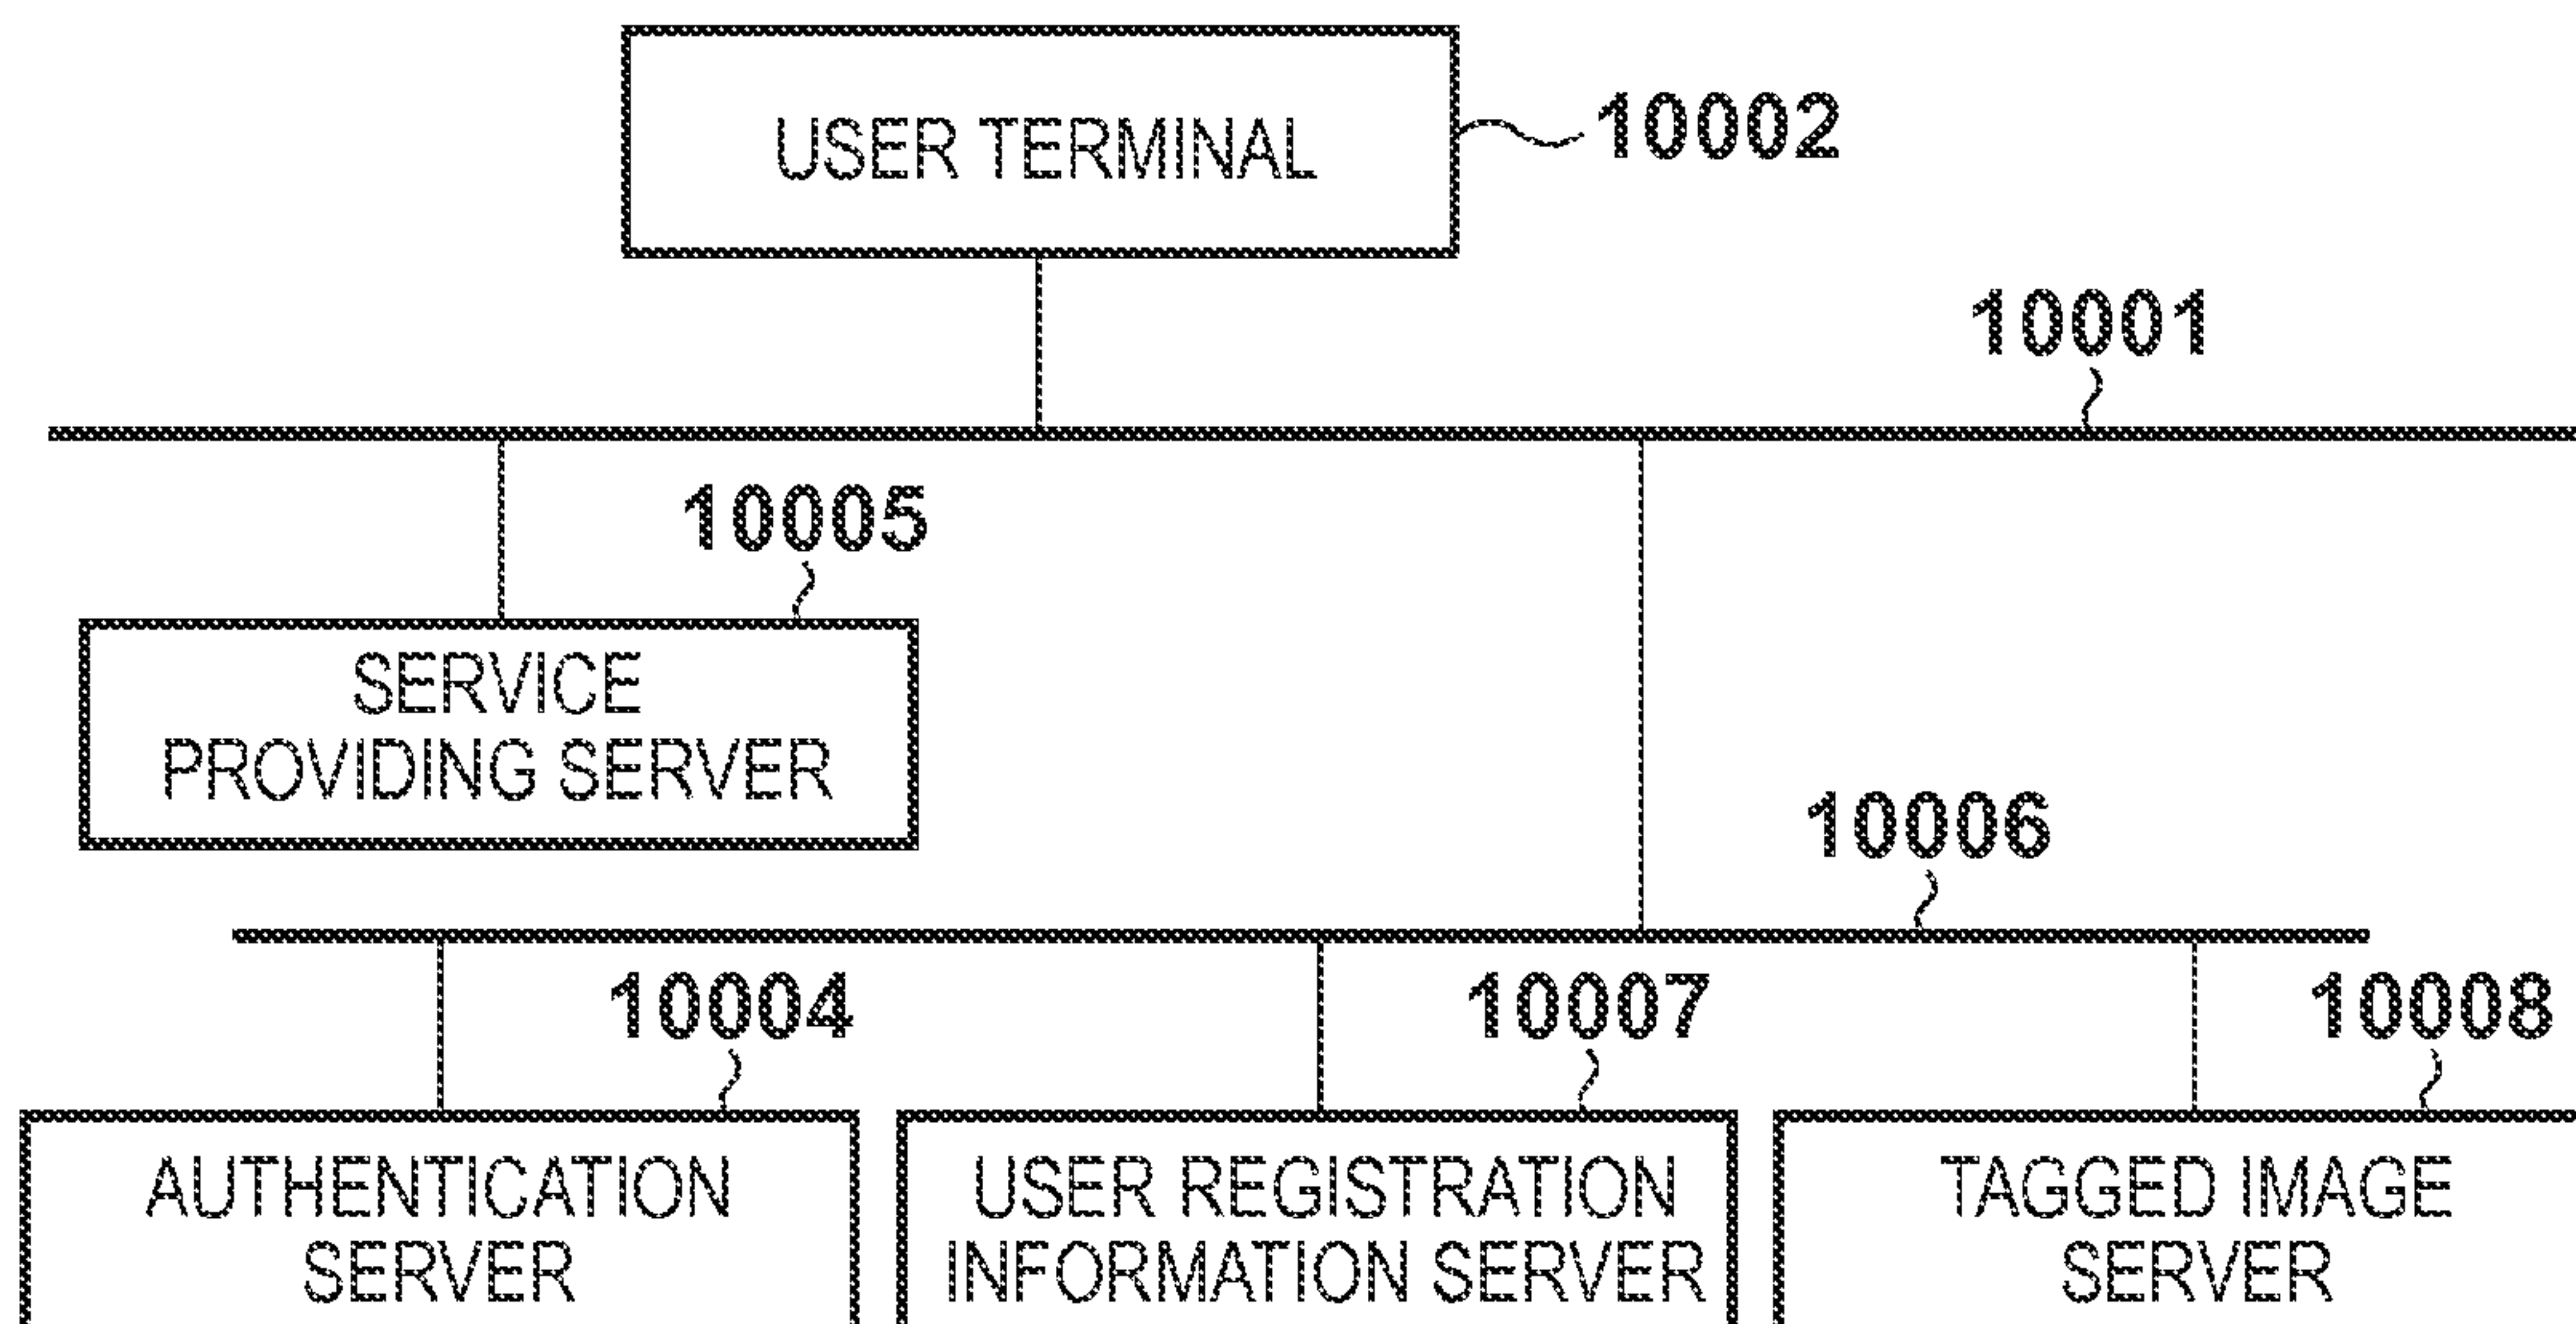 USER TERMINAL
10002
10001
10005
SERVICE
PROVIDING SERVER
10006
10004
10007
10008
AUTHENTICATION
SERVER
USER REGISTRATION
INFORMATION SERVER
TAGGED IMAGE
SERVER